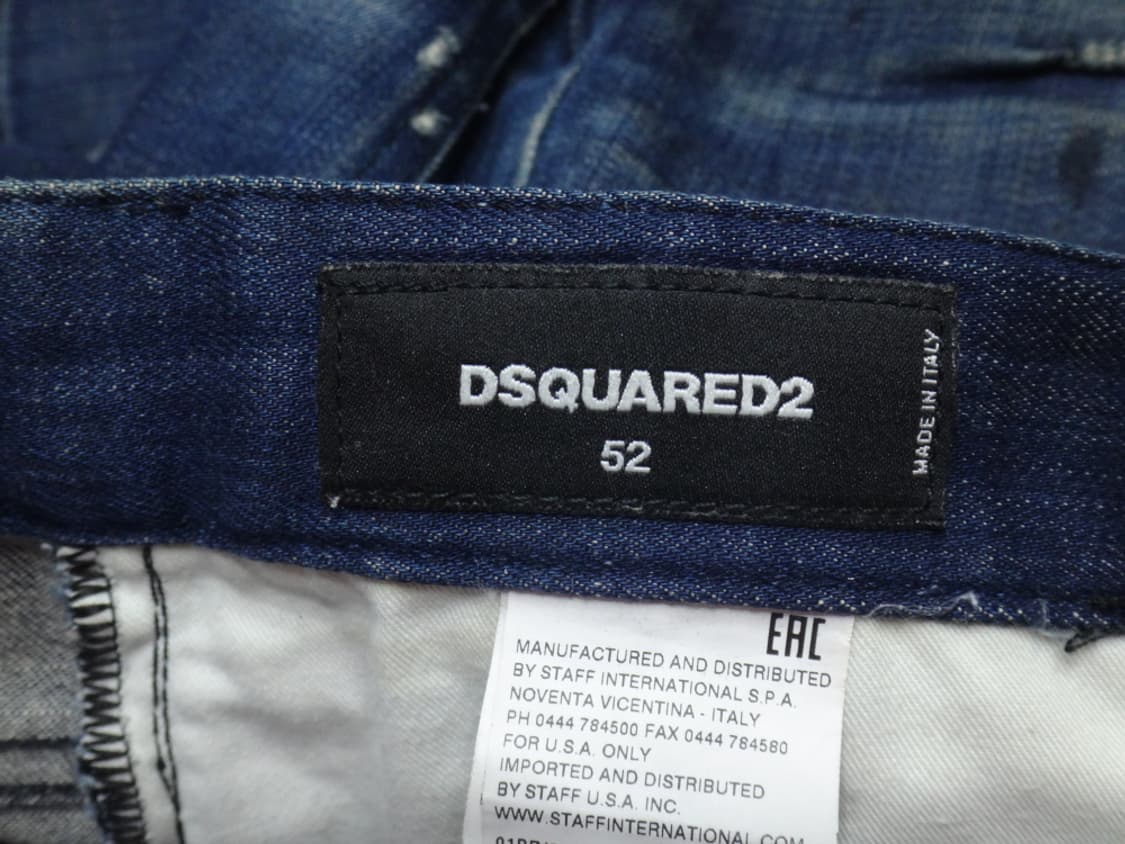 DSQUARED2
52
MADE IN ITALY
EAC
MANUFACTURED AND DISTRIBUTED
BY STAFF INTERNATIONAL S.P.A.
NOVENTA VICENTINA - ITALY
PH 0444 784500 FAX 0444 784580
FOR U.S.A. ONLY
IMPORTED AND DISTRIBUTED
BY STAFF U.S.A. INC.
WWW.STAFFINTERNATIONAL.COM